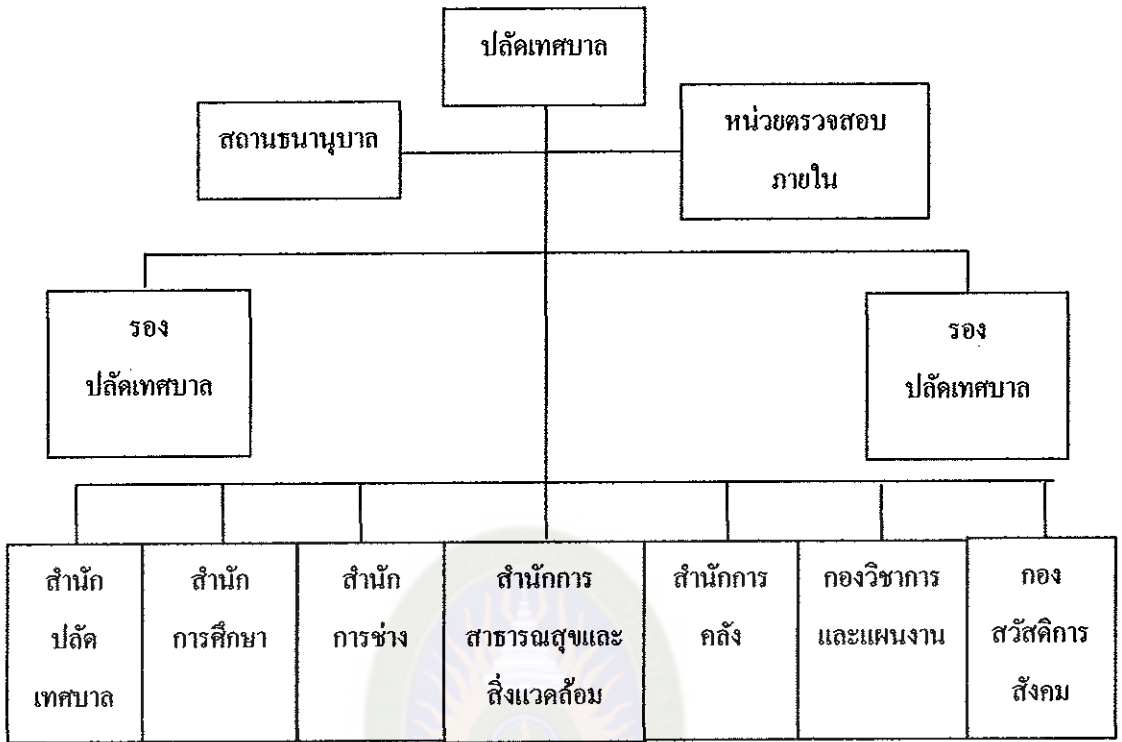 ปลัดเทศบาล
สถานธนานุบาล
หน่วยตรวจสอบ
ภายใน
รอง
ปลัดเทศบาล
รอง
ปลัดเทศบาล
สำนัก
ปลัด
เทศบาล
สำนัก
การศึกษา
สำนัก
การช่าง
สำนักการ
สาธารณสุขและ
สิ่งแวดล้อม
สำนักการ
คลัง
กองวิชาการ
และแผนงาน
กอง
สวัสดิการ
สังคม